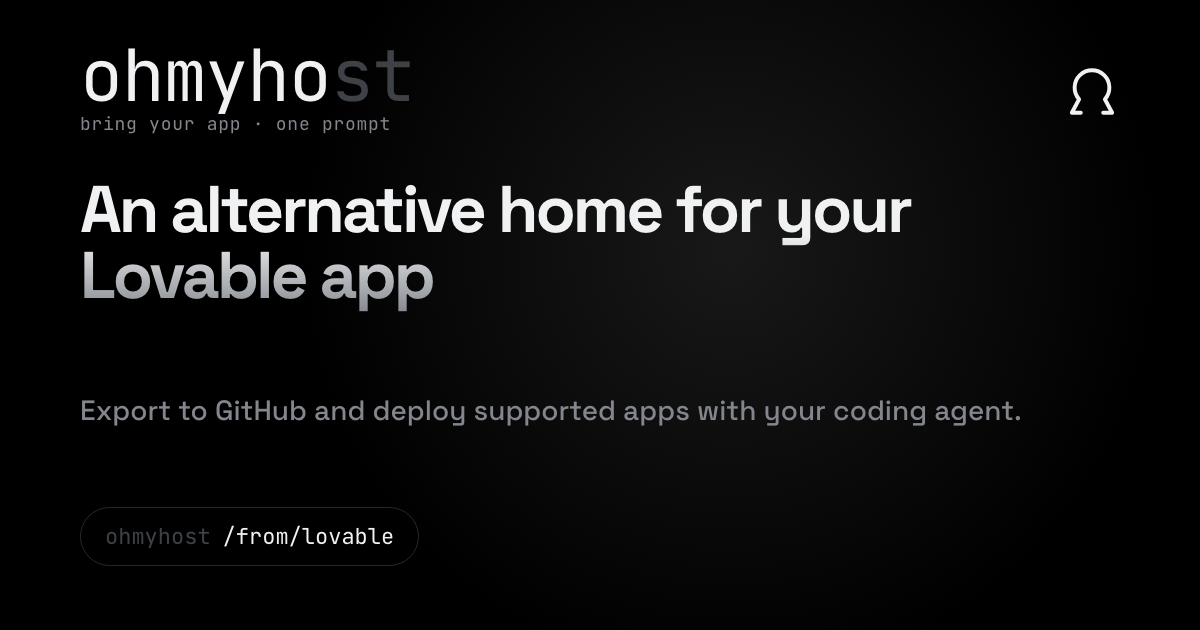 ohmyhost
bring your app · one prompt
An alternative home for your
Lovable app
Export to GitHub and deploy supported apps with your coding agent.
ohmyhost /from/lovable